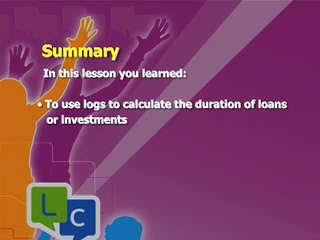 Summary
In this lesson you learned:
• To use logs to calculate the duration of loans
or investments
L C